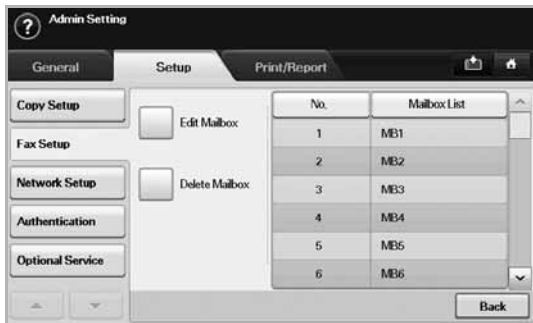 ? Admin Setting
General Setup Print/Report
Copy Setup
Fax Setup
Network Setup
Authentication
Optional Service
Edit Mailbox
Delete Mailbox
No. Mailbox List
1 MB1
2 MB2
3 MB3
4 MB4
5 MB5
6 MB6
Back